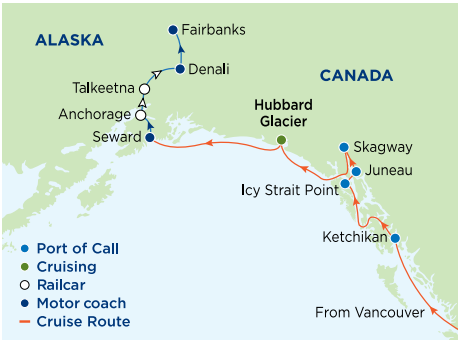 Fairbanks
ALASKA
Denali
CANADA
Talkeetna
Hubbard
Glacier
Anchorage
Seward
Skagway
Juneau
Icy Strait Point
Ketchikan
Port of Call
Cruising
Railcar
Motor coach
Cruise Route
From Vancouver